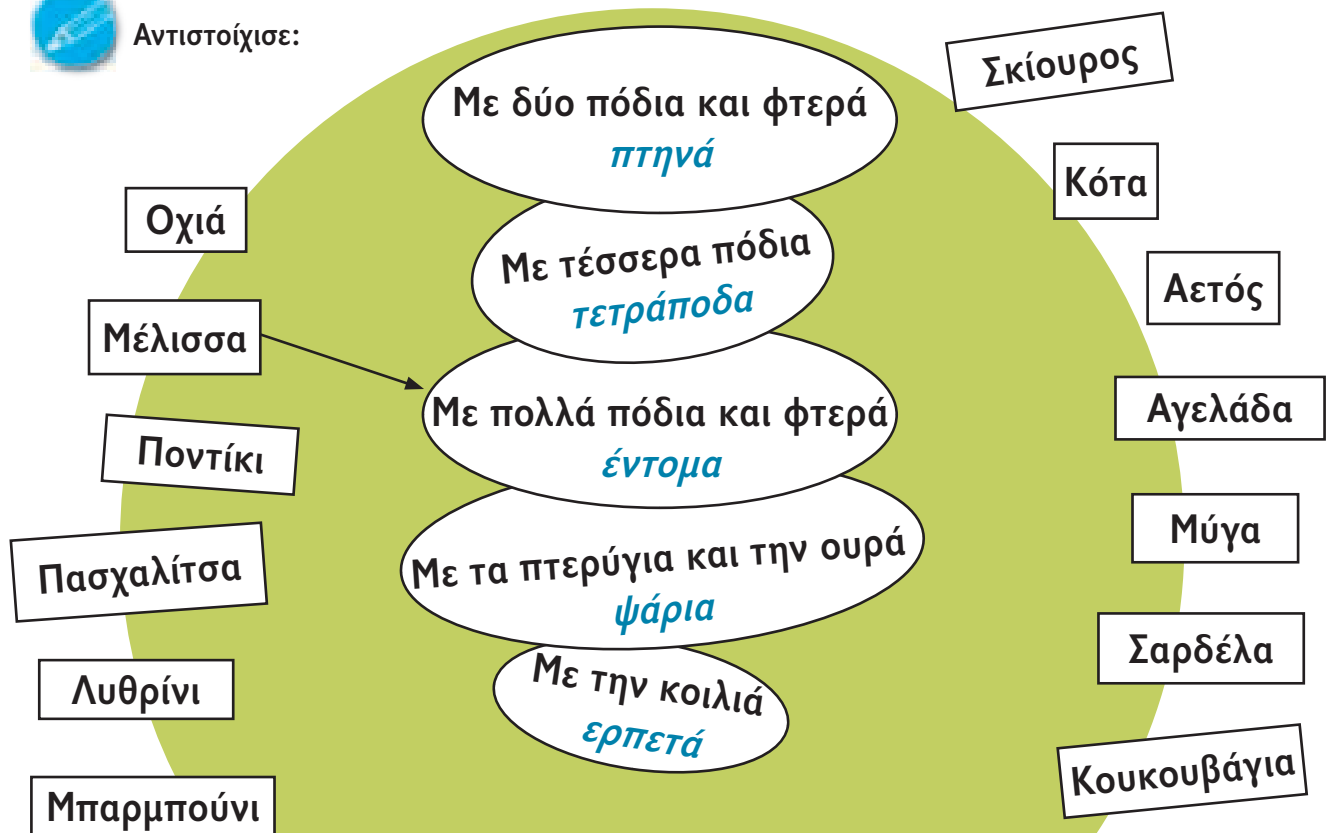 Αντιστοίχισε:
Με δύο πόδια και φτερά
πτηνά
Με τέσσερα πόδια
τετράποδα
Με πολλά πόδια και φτερά
έντομα
Με τα πτερύγια και την ουρά
ψάρια
Με την κοιλιά
ερπετά
Οχιά
Μέλισσα
Ποντίκι
Πασχαλίτσα
Λυθρίνι
Μπαρμπούνι
Σκίουρος
Κότα
Αετός
Αγελάδα
Μύγα
Σαρδέλα
Κουκουβάγια